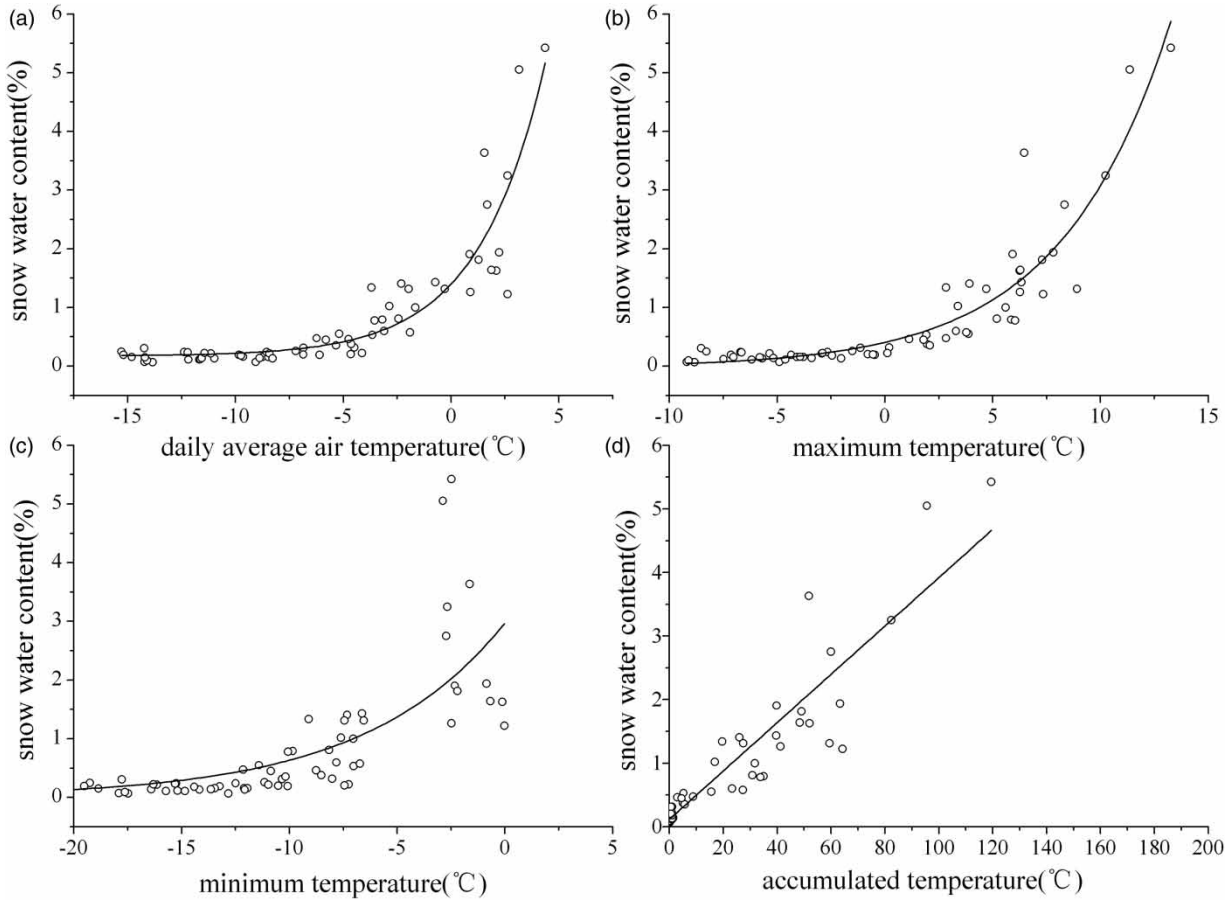 (a)
6
5
4
3
2
1
0
snow water content(%)
-15 -10 -5 0 5
daily average air temperature(℃)
(b)
6
5
4
3
2
1
0
snow water content(%)
-10 -5 0 5 10 15
maximum temperature(℃)
(c)
6
5
4
3
2
1
0
snow water content(%)
-20 -15 -10 -5 0
minimum temperature(℃)
(d)
6
5
4
3
2
1
0
snow water content(%)
0 20 40 60 80 100 120 140 160 180 200
accumulated temperature(℃)